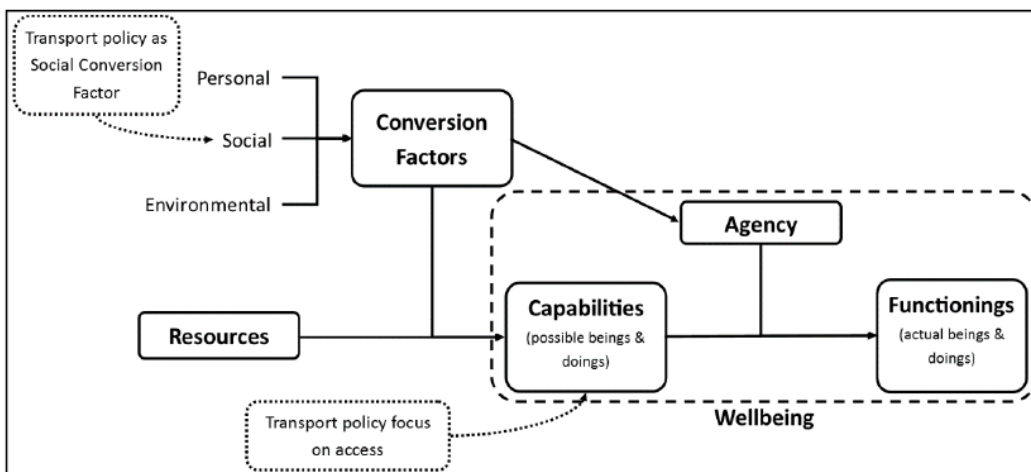 Transport policy as
Social Conversion
Factor
Personal
Social
Environmental
Conversion
Factors
Agency
Resources
Capabilities
(possible beings &
doings)
Functionings
(actual beings &
doings)
Wellbeing
Transport policy focus
on access